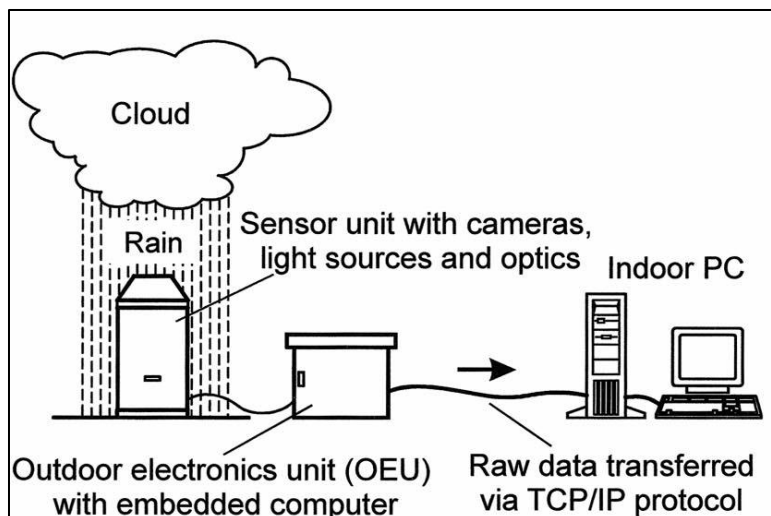 Cloud
Rain
Sensor unit with cameras,
light sources and optics
Indoor PC
Outdoor electronics unit (OEU)
with embedded computer
Raw data transferred
via TCP/IP protocol